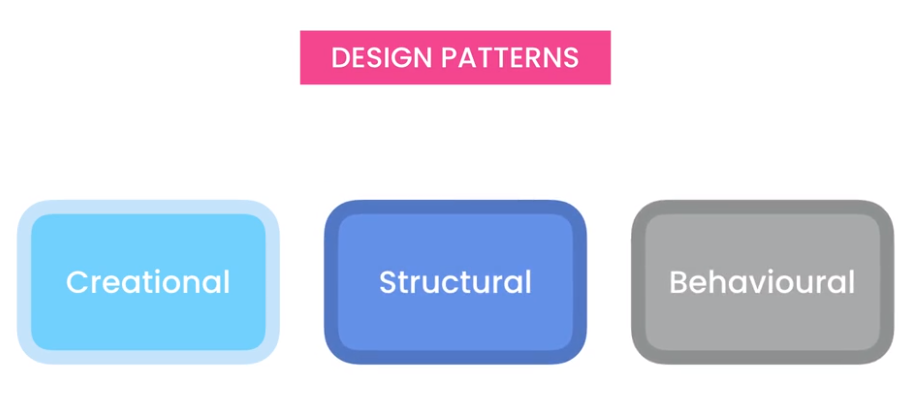 DESIGN PATTERNS
Creational
Structural
Behavioural